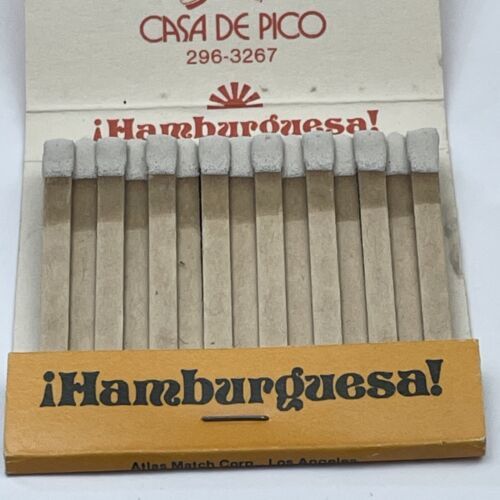 CASA DE PICO
296-3267
¡Hamburguesa!
¡Hamburguesa!
Atlas Match Corp., Los Angeles